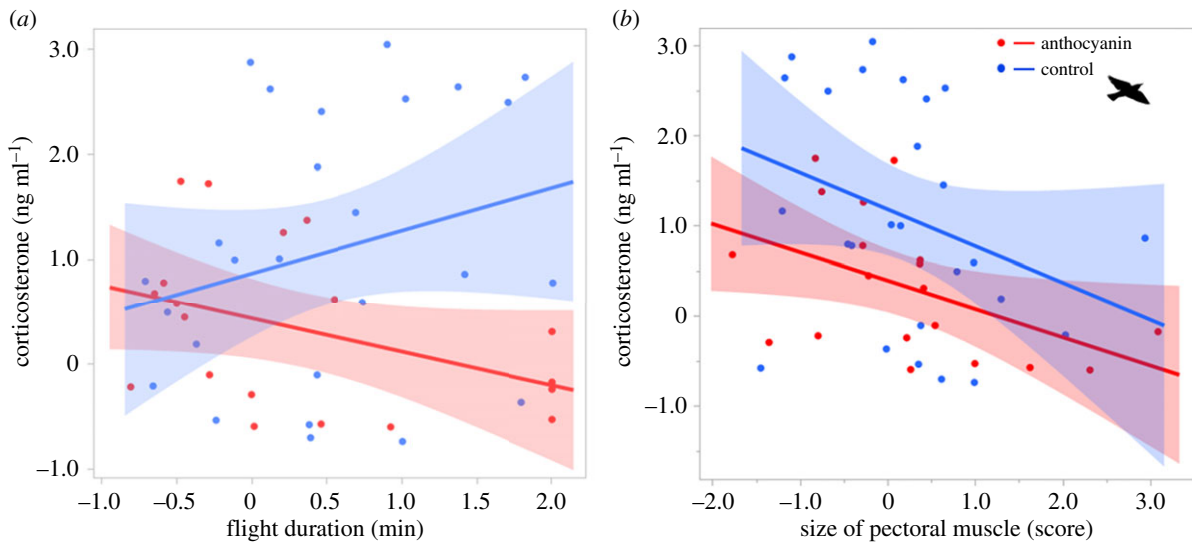 (a)
3.0
2.0
1.0
0
−1.0
corticosterone (ng ml−1)
−1.0 −0.5 0 0.5 1.0 1.5 2.0
flight duration (min)
(b)
anthocyanin
control
3.0
2.0
1.0
0
−1.0
corticosterone (ng ml−1)
−2.0 −1.0 0 1.0 2.0 3.0
size of pectoral muscle (score)